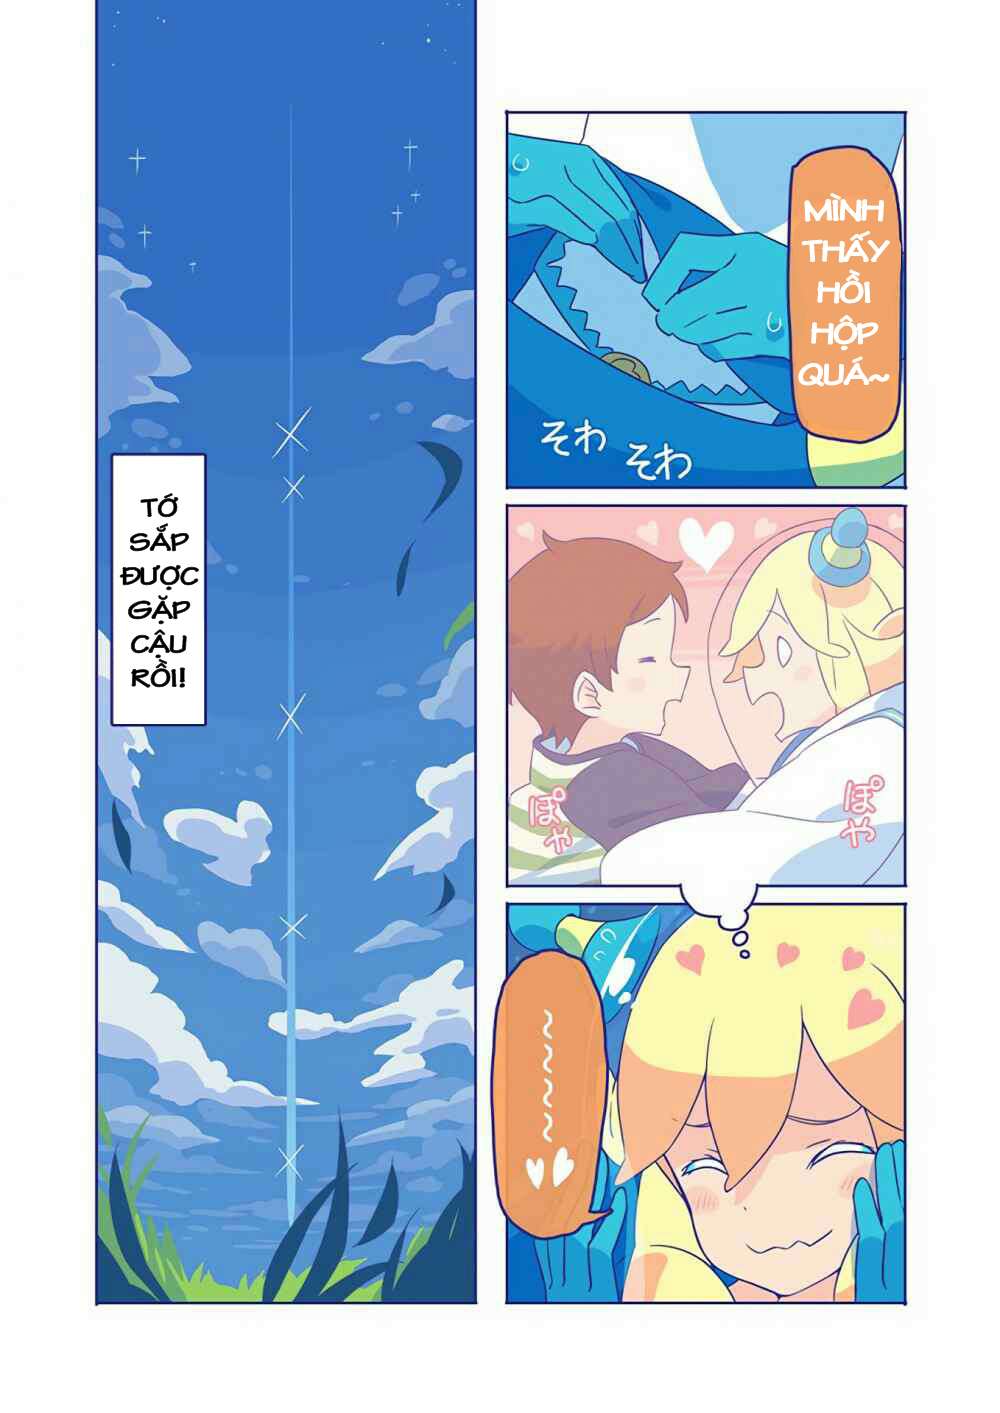 MÌNH
THẤY
HỒI
HỘP
QUÁ~
そわ
そわ
ぽや
ぽや
~~~~~♥♥
TỚ
SẮP
ĐƯỢC
GẶP
CẬU
RỒI!